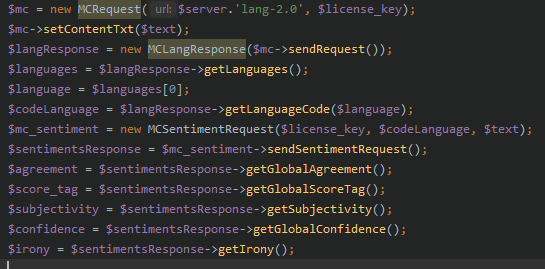 $mc = new MCRequest( url: $server.'lang-2.0', $license_key);
$mc->setContentTxt($text);
$langResponse = new MCLangResponse($mc->sendRequest());
$languages = $langResponse->getLanguages();
$language = $languages[0];
$codeLanguage = $langResponse->getLanguageCode($language);
$mc_sentiment = new MCSentimentRequest($license_key, $codeLanguage, $text);
$sentimentsResponse = $mc_sentiment->sendSentimentRequest();
$agreement = $sentimentsResponse->getGlobalAgreement();
$score_tag = $sentimentsResponse->getGlobalScoreTag();
$subjectivity = $sentimentsResponse->getSubjectivity();
$confidence = $sentimentsResponse->getGlobalConfidence();
$irony = $sentimentsResponse->getIrony();